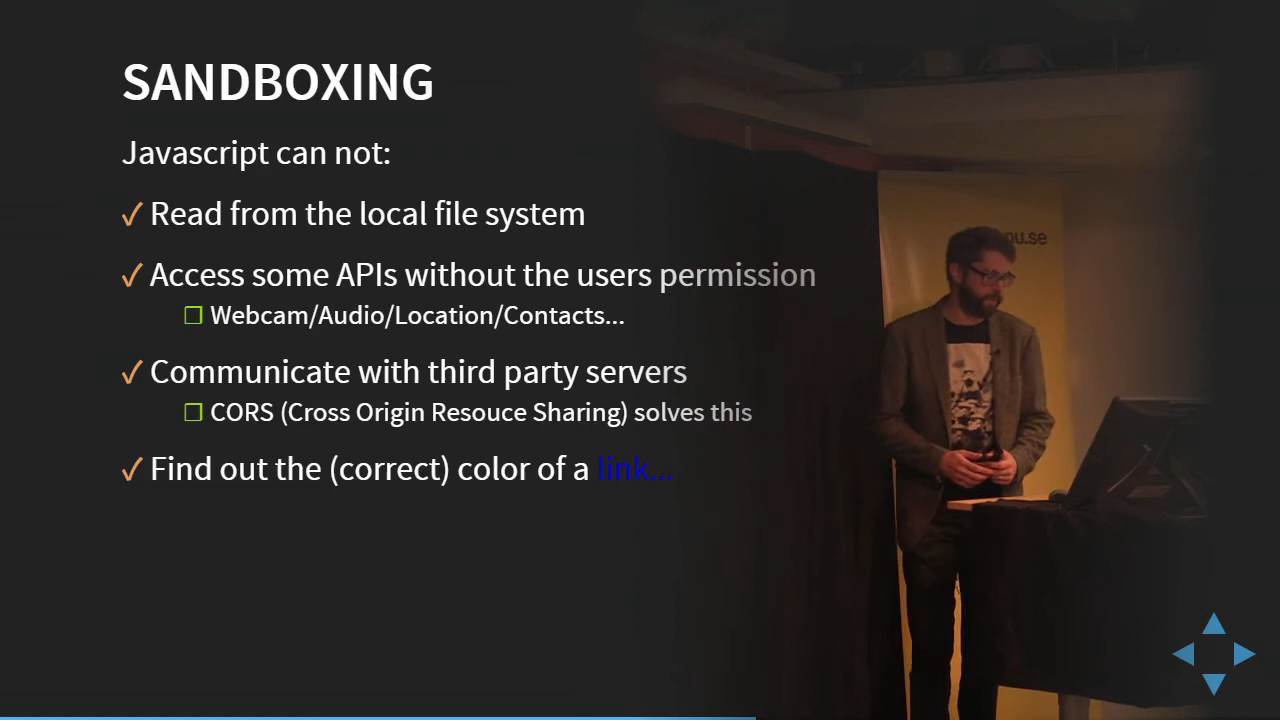 SANDBOXING
Javascript can not:
✓ Read from the local file system
✓ Access some APIs without the users permission
❒ Webcam/Audio/Location/Contacts...
✓ Communicate with third party servers
❒ CORS (Cross Origin Resouce Sharing) solves this
✓ Find out the (correct) color of a link...
nu.se